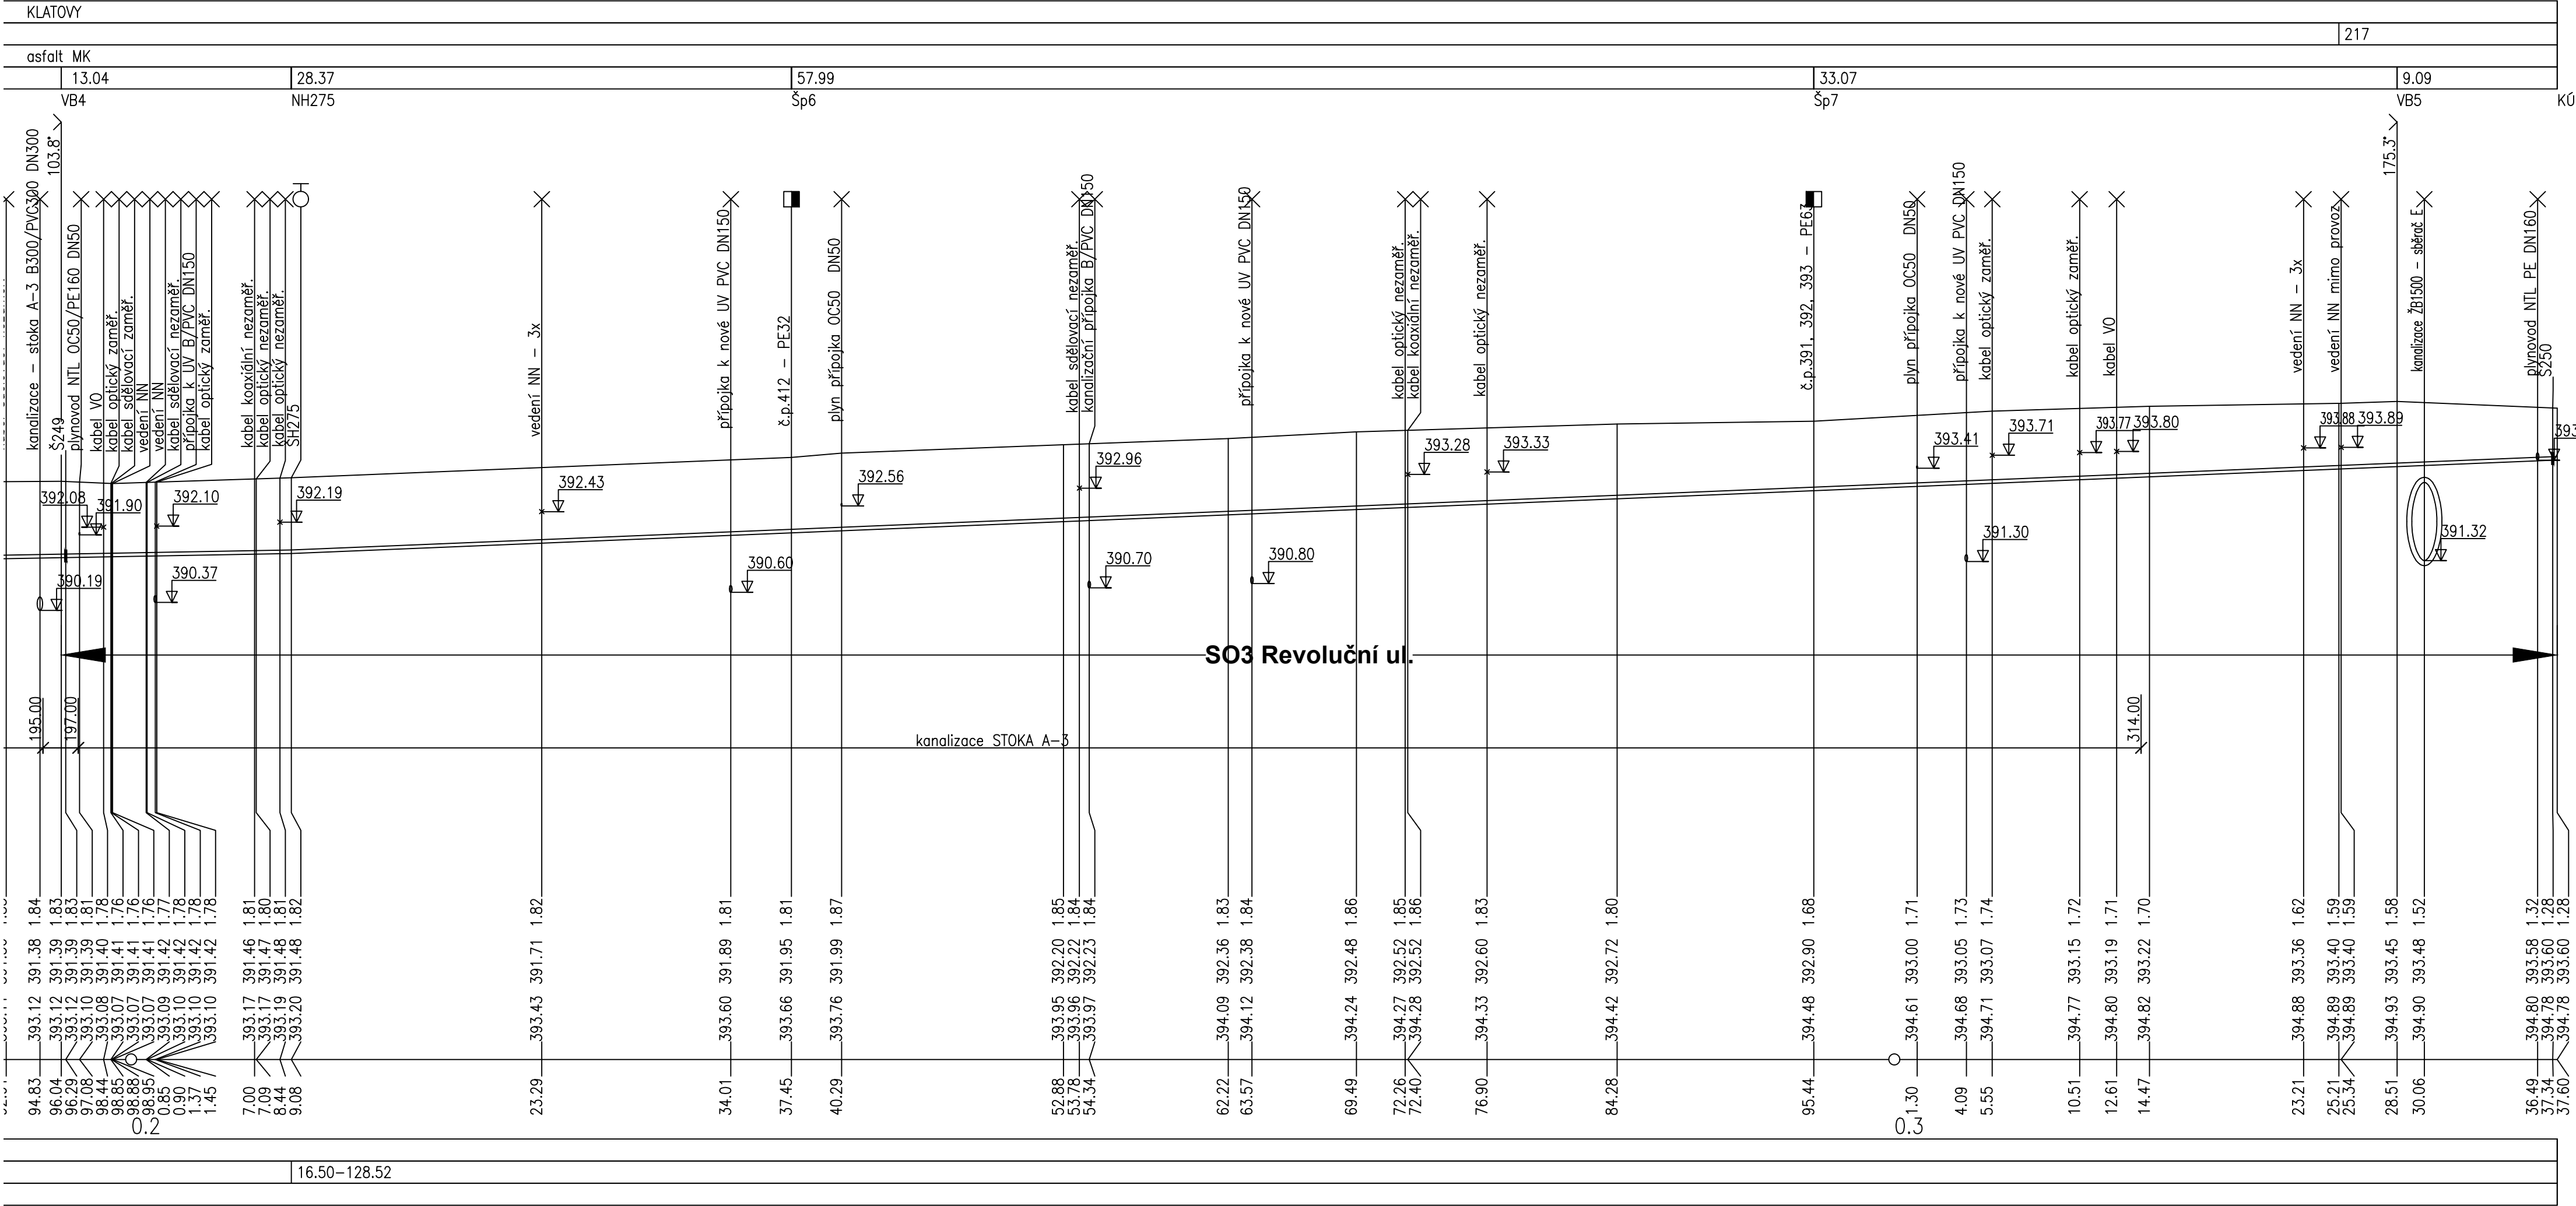 KLATOVY
217
asfalt MK
13.04
28.37
57.99
33.07
9.09
VB4
NH275
Šp6
Šp7
VB5
KÚ
103.8°
175.3°
kanalizace - stoka A-3 B300/PVC300 DN300
Š249
plynovod NTL OC50/PE160 DN50
kabel VO
kabel optický zaměř.
kabel sdělovací zaměř.
vedení NN
vedení NN
kabel sdělovací nezaměř.
přípojka k UV B/PVC DN150
kabel optický zaměř.
kabel koaxiální nezaměř.
kabel optický nezaměř.
kabel optický nezaměř.
SH275
vedení NN - 3x
přípojka k nové UV PVC DN150
č.p.412 - PE32
plyn přípojka OC50 DN50
kabel sdělovací nezaměř.
kanalizační přípojka B/PVC DN150
přípojka k nové UV PVC DN150
kabel optický nezaměř.
kabel koaxiální nezaměř.
kabel optický nezaměř.
č.p.391, 392, 393 - PE63
plyn přípojka OC50 DN50
přípojka k nové UV PVC DN150
kabel optický zaměř.
kabel optický zaměř.
kabel VO
vedení NN - 3x
vedení NN mimo provoz
kanalizace ŽB1500 - sběrač E
plynovod NTL PE DN160
Š250
392.08
391.90
392.10
392.19
392.43
392.56
392.96
393.28
393.33
393.41
393.71
393.77
393.80
393.88
393.89
393
390.19
390.37
390.60
390.70
390.80
391.30
391.32
SO3 Revoluční ul.
195.00
197.00
kanalizace STOKA A-3
314.00
1.84 1.83 1.83 1.81 1.78 1.76 1.76 1.76 1.77 1.78 1.78 1.78 1.81 1.80 1.81 1.82 1.82 1.81 1.81 1.87 1.85 1.84 1.84 1.83 1.84 1.86 1.85 1.86 1.83 1.80 1.68 1.71 1.73 1.74 1.72 1.71 1.70 1.62 1.59 1.59 1.58 1.52 1.32 1.28 1.28
391.38 391.39 391.39 391.39 391.40 391.41 391.41 391.41 391.42 391.42 391.42 391.42 391.46 391.47 391.48 391.48 391.71 391.89 391.95 391.99 392.20 392.22 392.23 392.36 392.38 392.48 392.52 392.52 392.60 392.72 392.90 393.00 393.05 393.07 393.15 393.19 393.22 393.36 393.40 393.40 393.45 393.48 393.58 393.60 393.60
393.12 393.12 393.12 393.10 393.08 393.07 393.07 393.07 393.09 393.10 393.10 393.10 393.17 393.17 393.19 393.20 393.43 393.60 393.66 393.76 393.95 393.96 393.97 394.09 394.12 394.24 394.27 394.28 394.33 394.42 394.48 394.61 394.68 394.71 394.77 394.80 394.82 394.88 394.89 394.89 394.93 394.90 394.80 394.78 394.78
94.83 96.04 96.29 97.08 98.44 98.85 98.88 98.95 0.85 0.90 1.37 1.45 7.00 7.09 8.44 9.08 23.29 34.01 37.45 40.29 52.88 53.78 54.34 62.22 63.57 69.49 72.26 72.40 76.90 84.28 95.44 1.30 4.09 5.55 10.51 12.61 14.47 23.21 25.21 25.34 28.51 30.06 36.49 37.34 37.60
0.2
0.3
16.50-128.52